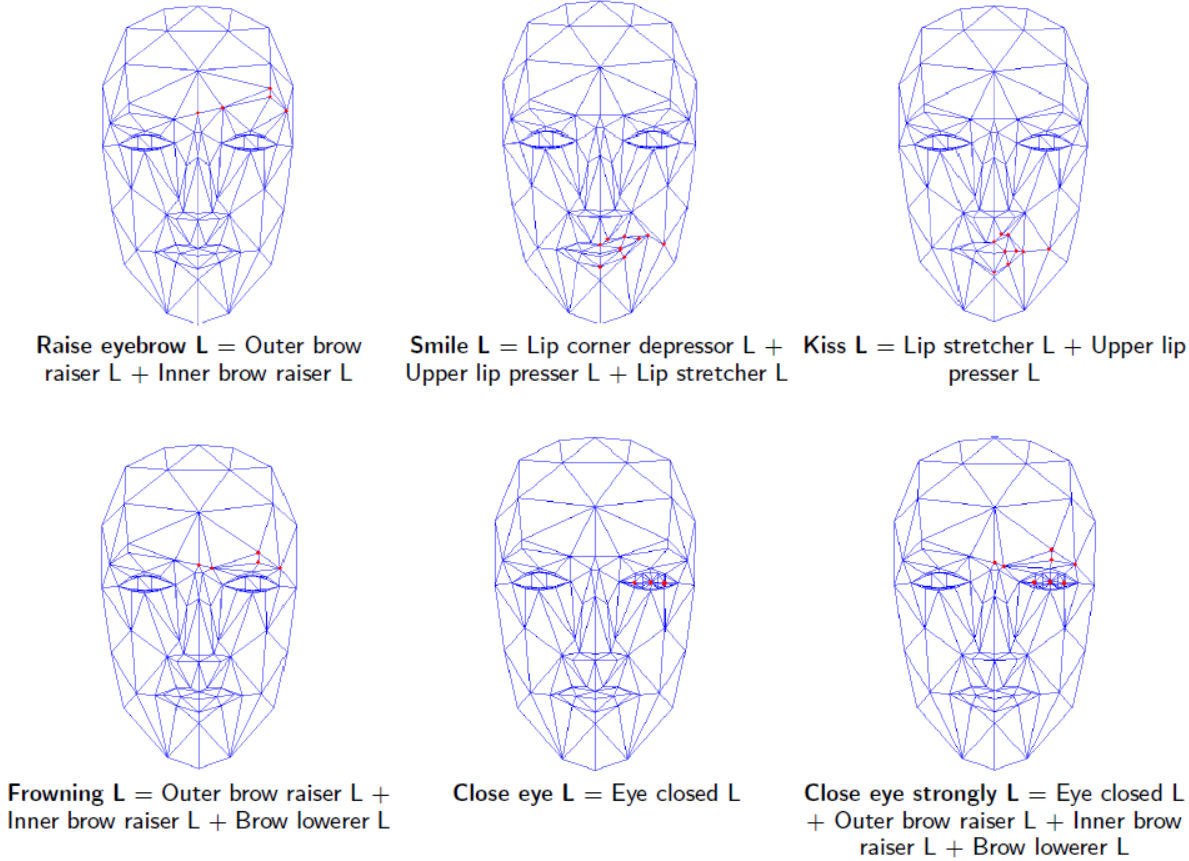 Raise eyebrow L = Outer brow
raiser L + Inner brow raiser L
Smile L = Lip corner depressor L +
Upper lip presser L + Lip stretcher L
Kiss L = Lip stretcher L + Upper lip
presser L
Frowning L = Outer brow raiser L +
Inner brow raiser L + Brow lowerer L
Close eye L = Eye closed L
Close eye strongly L = Eye closed L
+ Outer brow raiser L + Inner brow
raiser L + Brow lowerer L